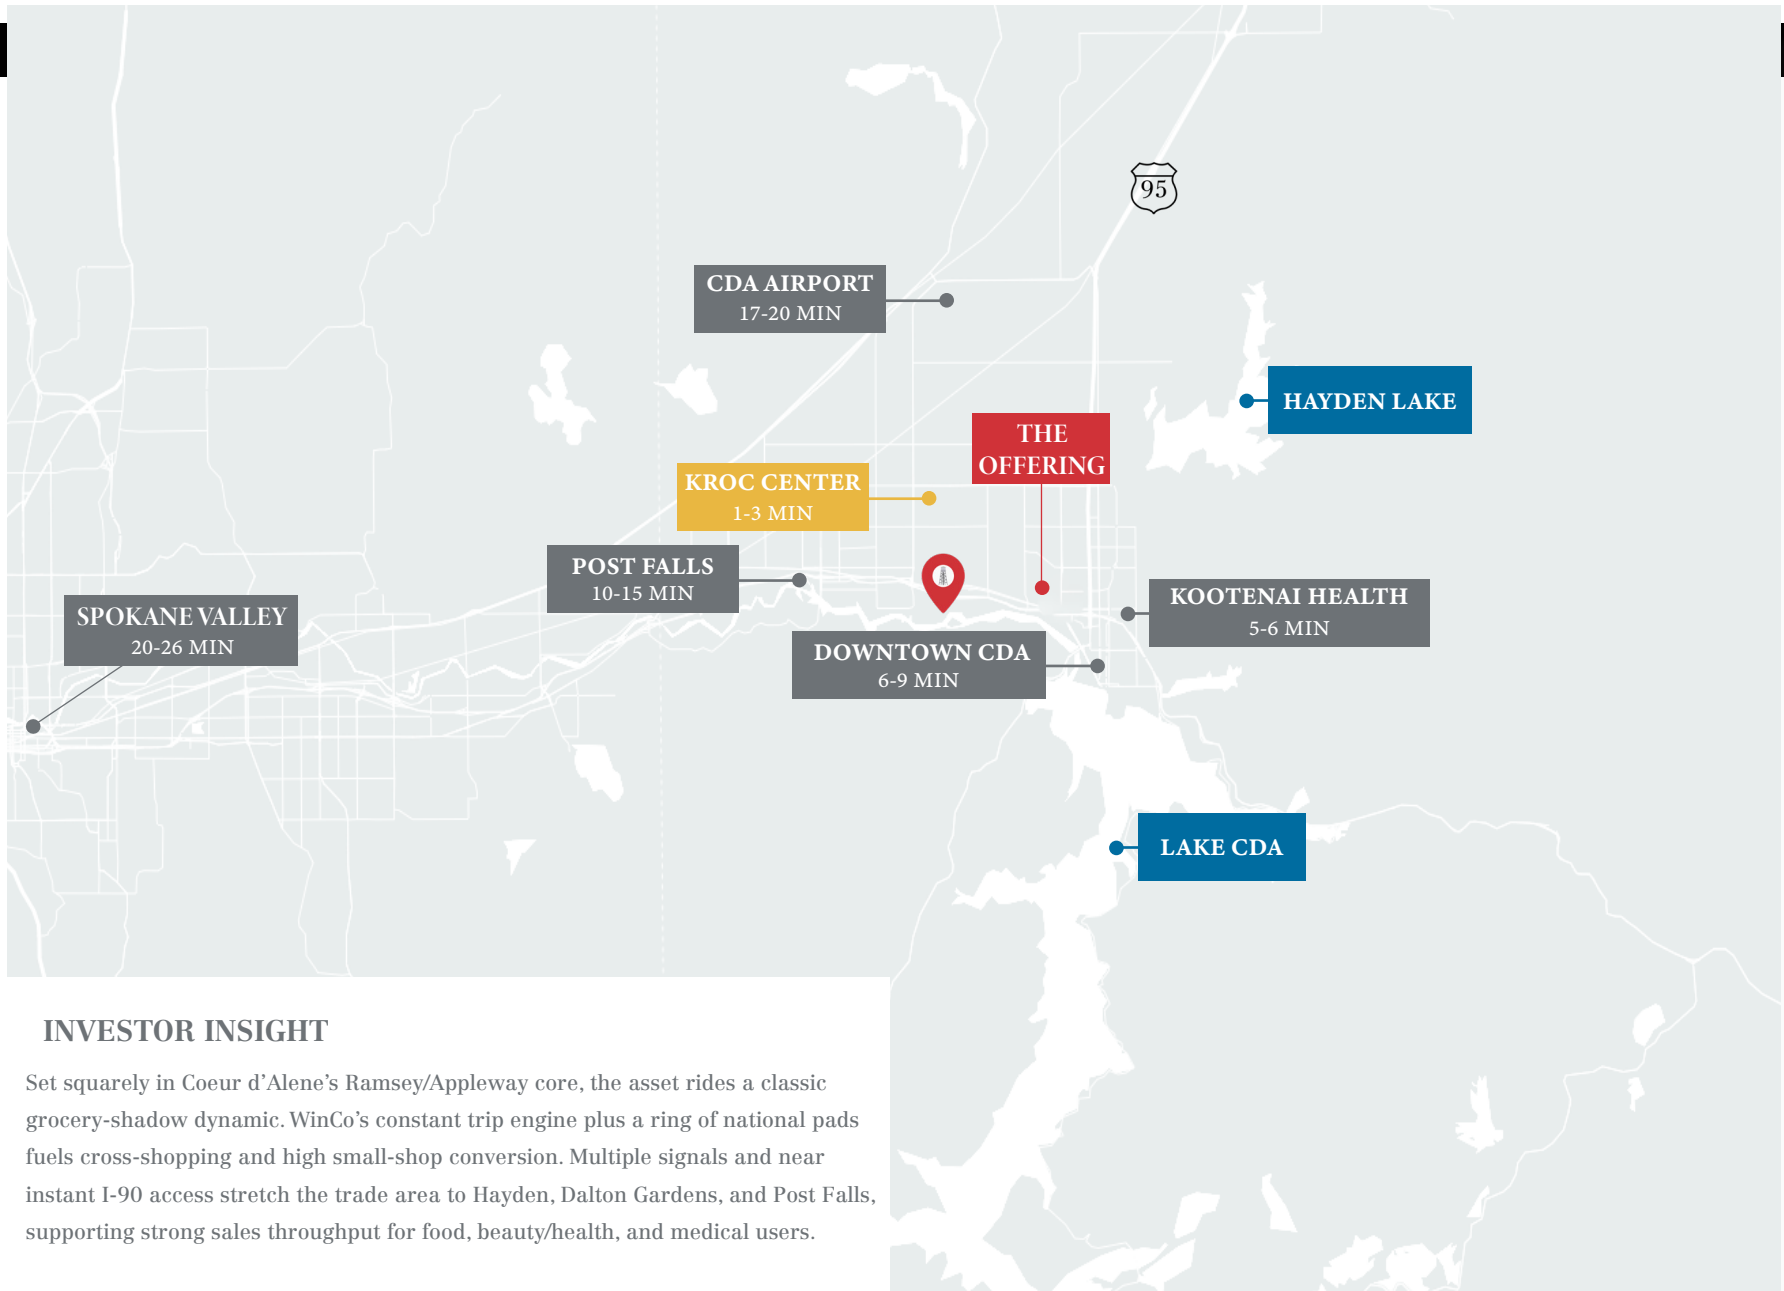 95
CDA AIRPORT
17-20 MIN
HAYDEN LAKE
THE
OFFERING
KROC CENTER
1-3 MIN
POST FALLS
10-15 MIN
KOOTENAI HEALTH
5-6 MIN
SPOKANE VALLEY
20-26 MIN
DOWNTOWN CDA
6-9 MIN
LAKE CDA
INVESTOR INSIGHT
Set squarely in Coeur d’Alene’s Ramsey/Appleway core, the asset rides a classic
grocery-shadow dynamic. WinCo’s constant trip engine plus a ring of national pads
fuels cross-shopping and high small-shop conversion. Multiple signals and near
instant I-90 access stretch the trade area to Hayden, Dalton Gardens, and Post Falls,
supporting strong sales throughput for food, beauty/health, and medical users.